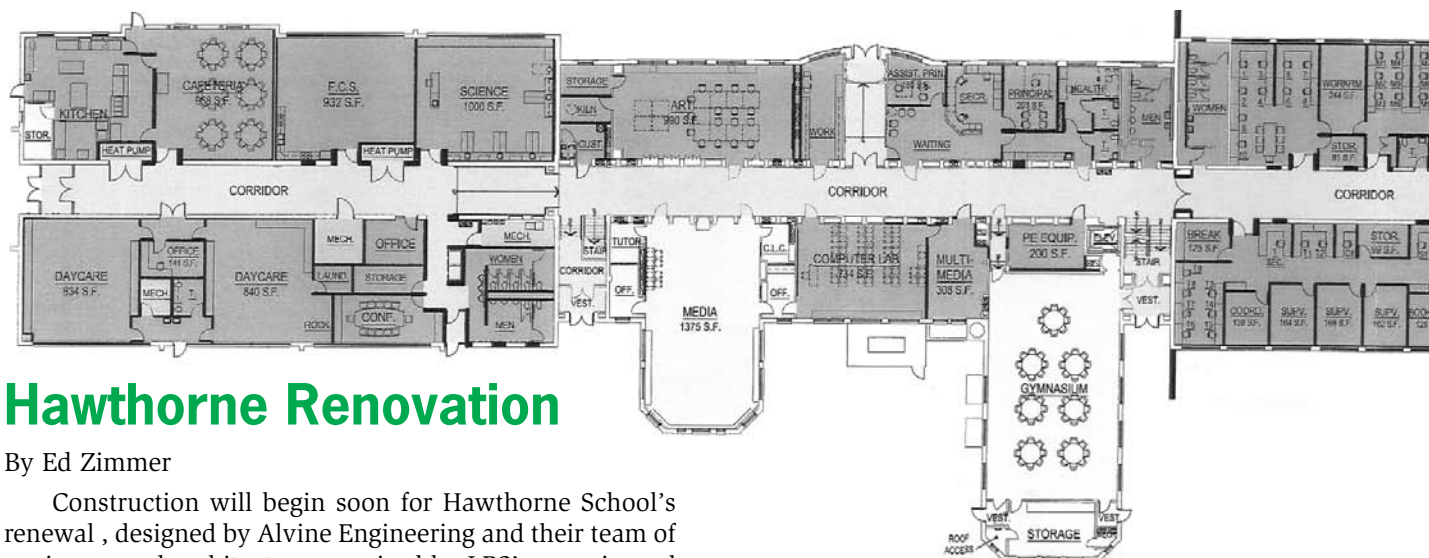 KITCHEN
STOR.
CAFETERIA
968 S.F.
HEAT PUMP
F.C.S.
932 S.F.
HEAT PUMP
SCIENCE
1000 S.F.
STORAGE
KILN
CUST.
ART
990 S.F.
WORK
ASSIST. PRIN.
WAITING
SECR.
PRINCIPAL
HEALTH
T.
MEN
WOMEN
WORKRM.
244 S.F.
STOR.
81 S.F.
CORRIDOR
CORRIDOR
CORRIDOR
DAYCARE
834 S.F.
OFFICE
141 S.F.
MECH.
T.
DAYCARE
840 S.F.
MECH.
OFFICE
LAUND.
STORAGE
ROCK
CONF.
MECH.
WOMEN
MEN
STAIR
CORRIDOR
VEST.
TUTOR
OFF.
MEDIA
1375 S.F.
C.L.C.
OFF.
COMPUTER LAB
734 S.F.
MULTI-
MEDIA
308 S.F.
PE EQUIP.
200 S.F.
ELEV.
STAIR
VEST.
BREAK
129 S.F.
SEC.
STOR.
COORD.
SUPV.
164 S.F.
SUPV.
SUPV.
162 S.F.
GYMNASIUM
VEST.
STORAGE
VEST.
ROOF
ACCESS
Hawthorne Renovation
By Ed Zimmer
Construction will begin soon for Hawthorne School's
renewal , designed by Alvine Engineering and their team of